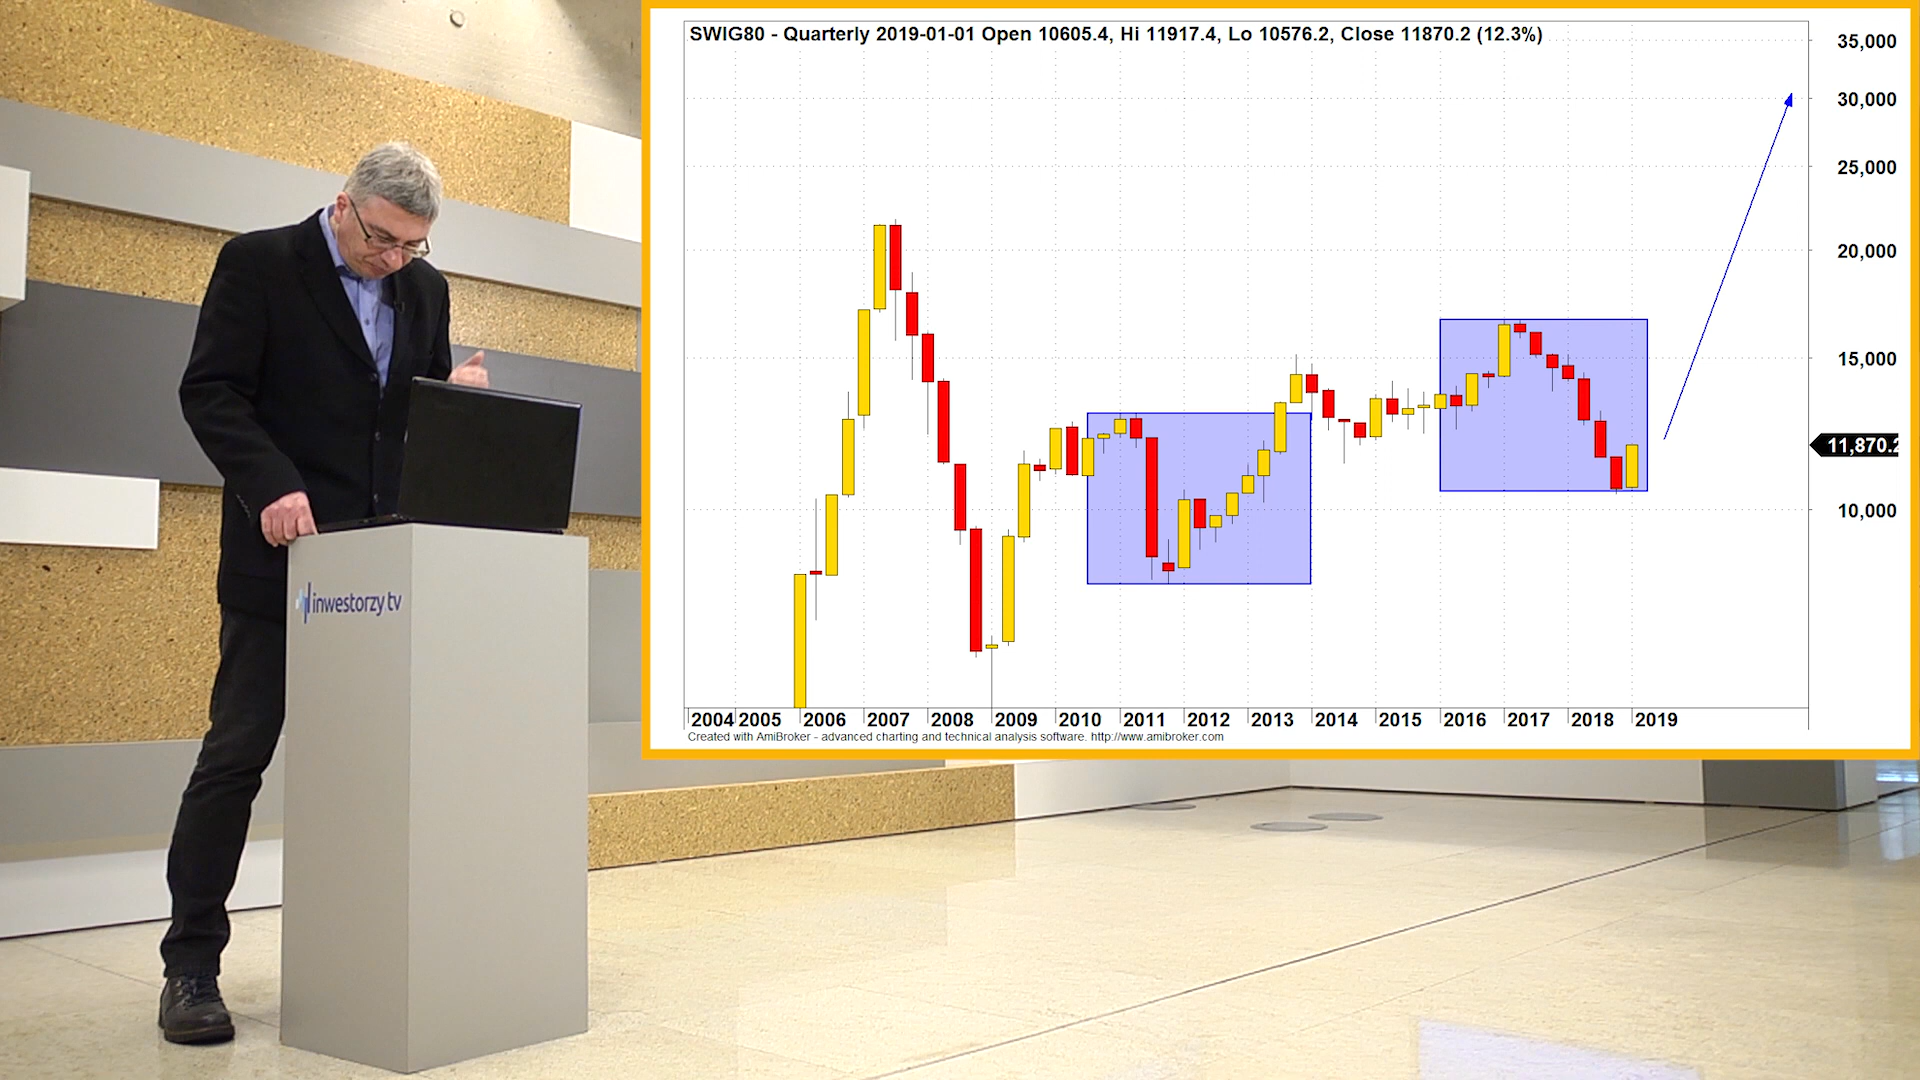 SWIG80 - Quarterly 2019-01-01 Open 10605.4, Hi 11917.4, Lo 10576.2, Close 11870.2 (12.3%)
35,000
30,000
25,000
20,000
15,000
11,870.2
10,000
2004 2005 2006 2007 2008 2009 2010 2011 2012 2013 2014 2015 2016 2017 2018 2019
Created with AmiBroker - advanced charting and technical analysis software. http://www.amibroker.com
inwestorzy tv